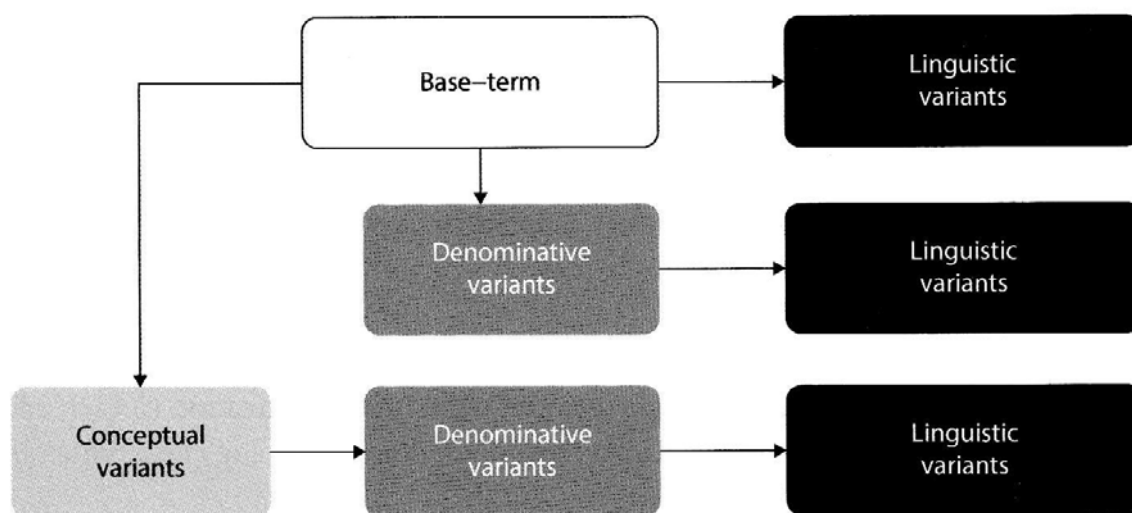 Base–term
Linguistic
variants
Denominative
variants
Linguistic
variants
Conceptual
variants
Denominative
variants
Linguistic
variants